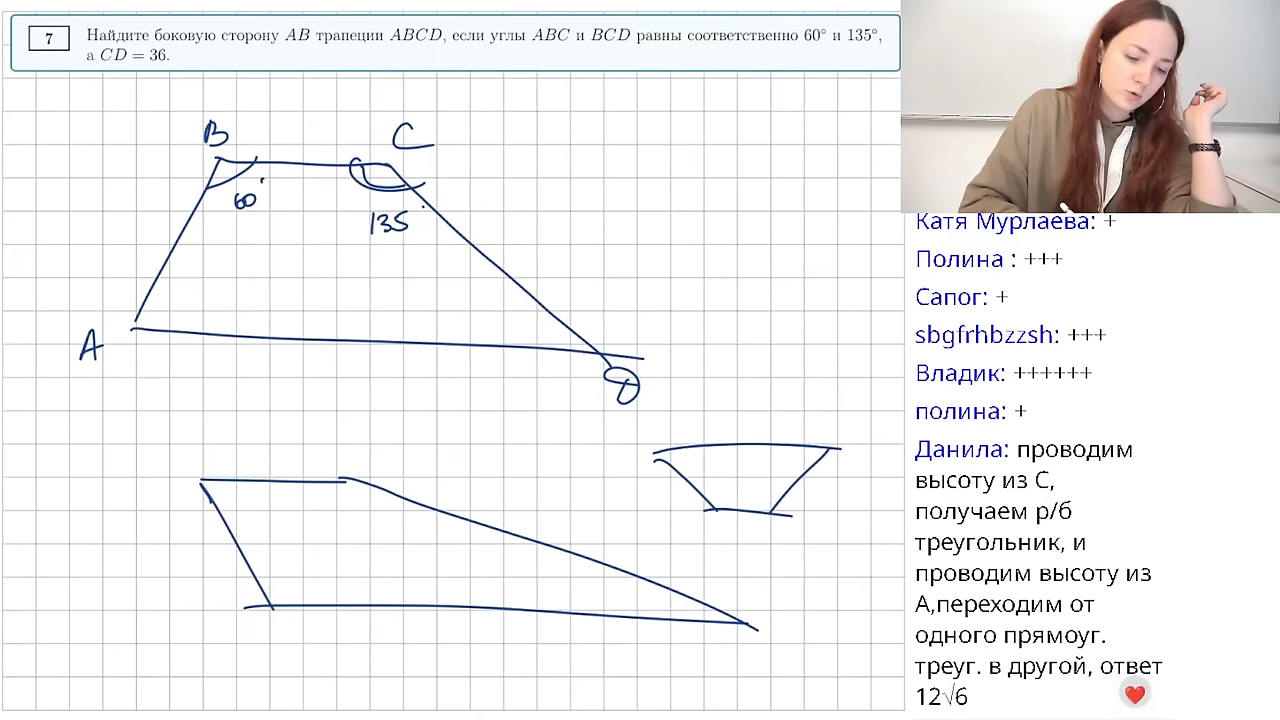 7
Найдите боковую сторону AB трапеции ABCD, если углы ABC и BCD равны соответственно 60° и 135°,
а CD = 36.
B
C
60°
135°
A
D
Катя Мурлаева: +
Полина : +++
Сапог: +
sbgfrhbzzsh: +++
Владик: ++++++
полина: +
Данила: проводим
высоту из С,
получаем р/б
треугольник, и
проводим высоту из
А,переходим от
одного прямоуг.
треуг. в другой, ответ
12√6